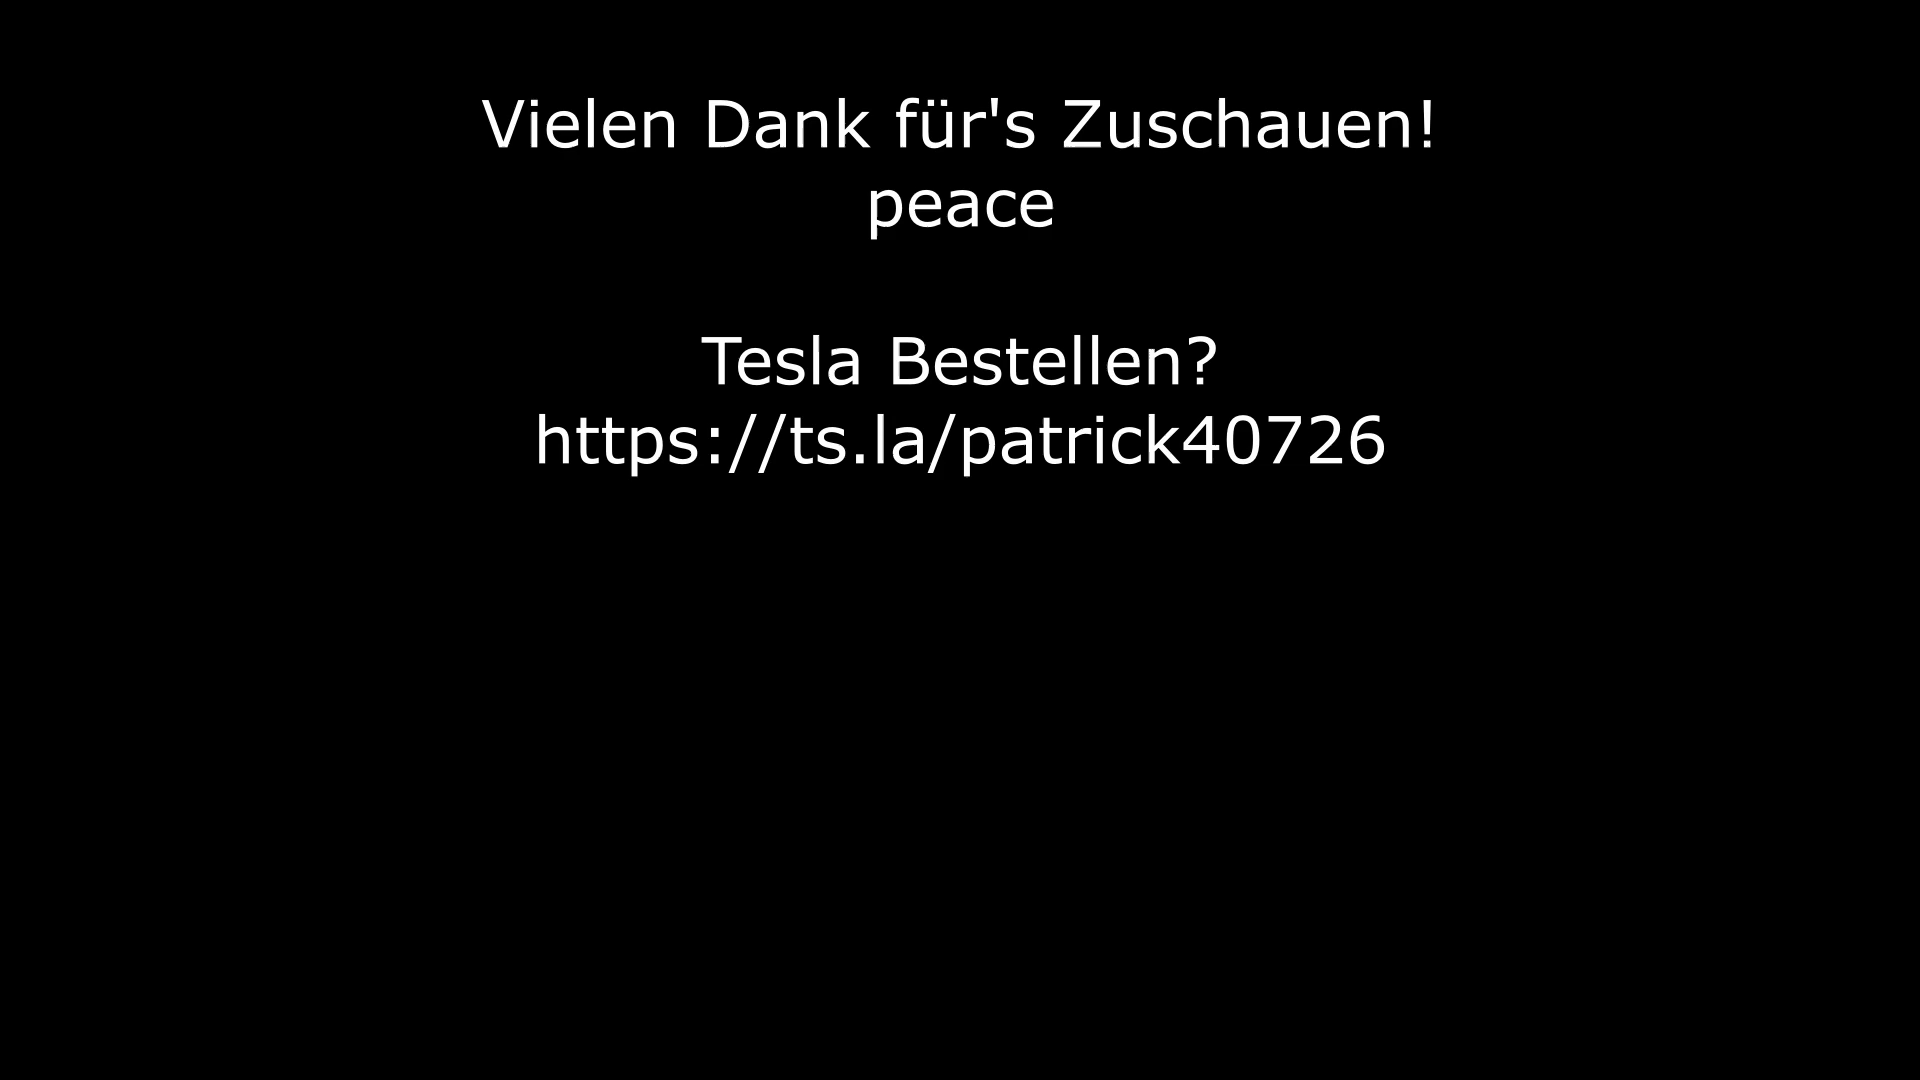 Vielen Dank für's Zuschauen!
peace
Tesla Bestellen?
https://ts.la/patrick40726